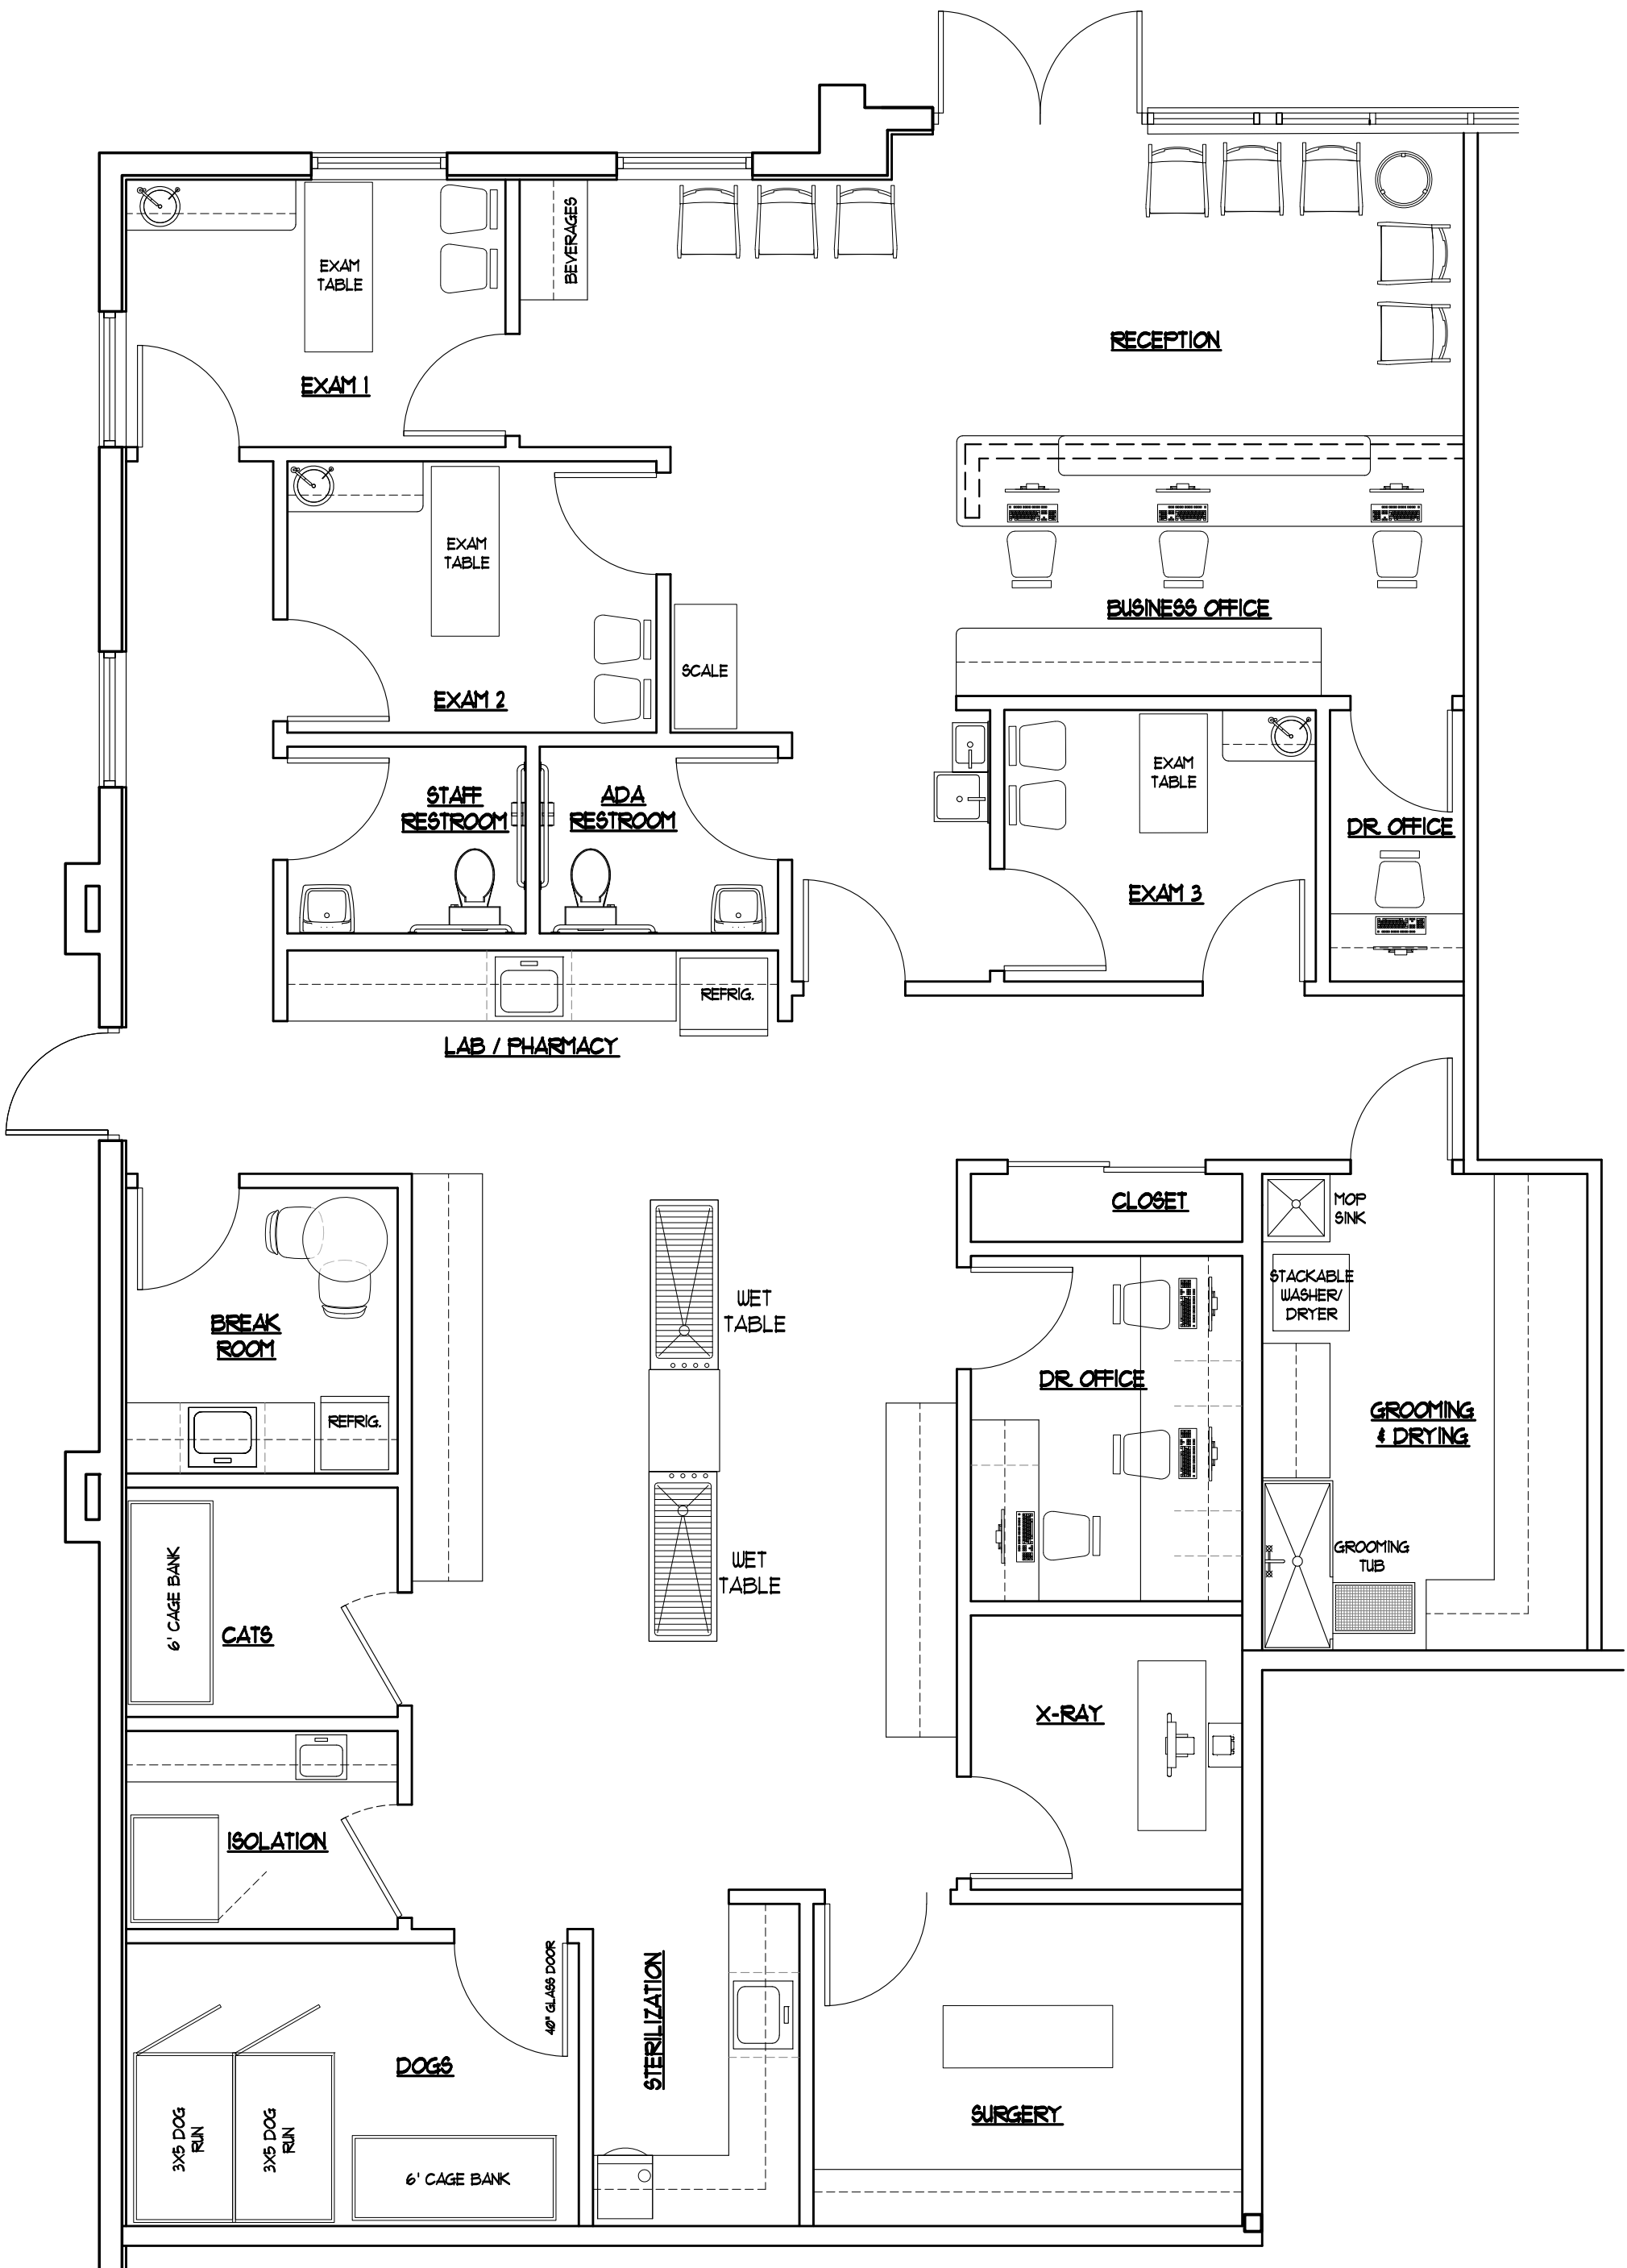 BEVERAGES
EXAM
TABLE
RECEPTION
EXAM 1
EXAM
TABLE
BUSINESS OFFICE
SCALE
EXAM 2
EXAM
TABLE
STAFF
RESTROOM
ADA
RESTROOM
DR. OFFICE
EXAM 3
REFRIG.
LAB / PHARMACY
CLOSET
MOP
SINK
STACKABLE
WASHER/
DRYER
WET
TABLE
BREAK
ROOM
DR. OFFICE
REFRIG.
GROOMING
& DRYING
WET
TABLE
GROOMING
TUB
6' CAGE BANK
CATS
X-RAY
ISOLATION
40" GLASS DOOR
STERILIZATION
DOGS
SURGERY
3X5 DOG
RUN
3X5 DOG
RUN
6' CAGE BANK